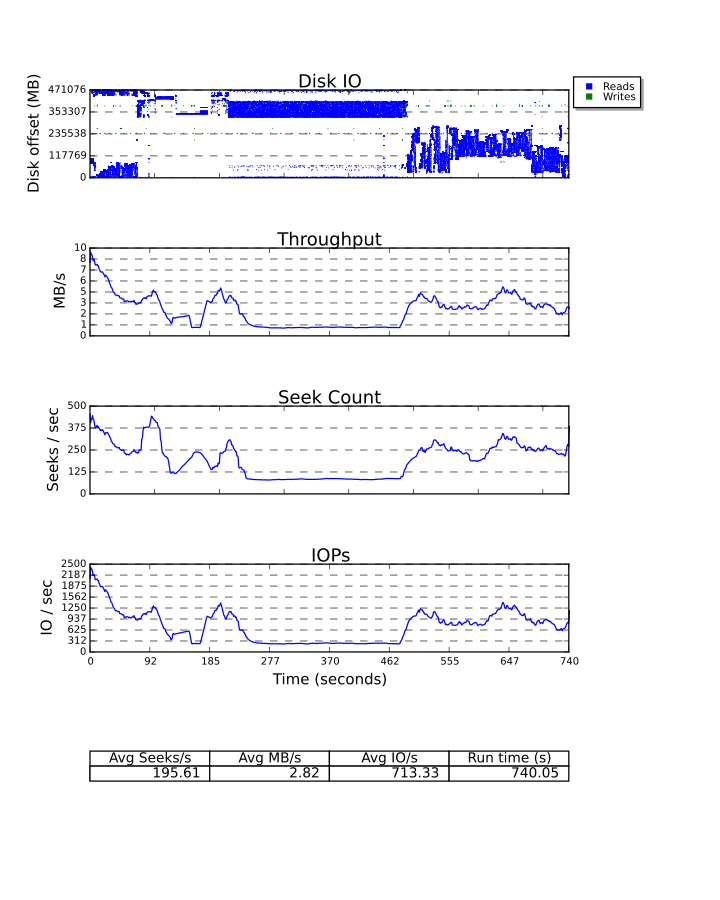 Disk IO
Disk offset (MB)
471076
353307
235538
117769
0
Reads
Writes
Throughput
MB/s
10
8
7
6
5
3
2
1
0
Seek Count
Seeks / sec
500
375
250
125
0
IOPs
IO / sec
2500
2187
1875
1562
1250
937
625
312
0
0 92 185 277 370 462 555 647 740
Time (seconds)
Avg Seeks/s Avg MB/s Avg IO/s Run time (s)
195.61 2.82 713.33 740.05